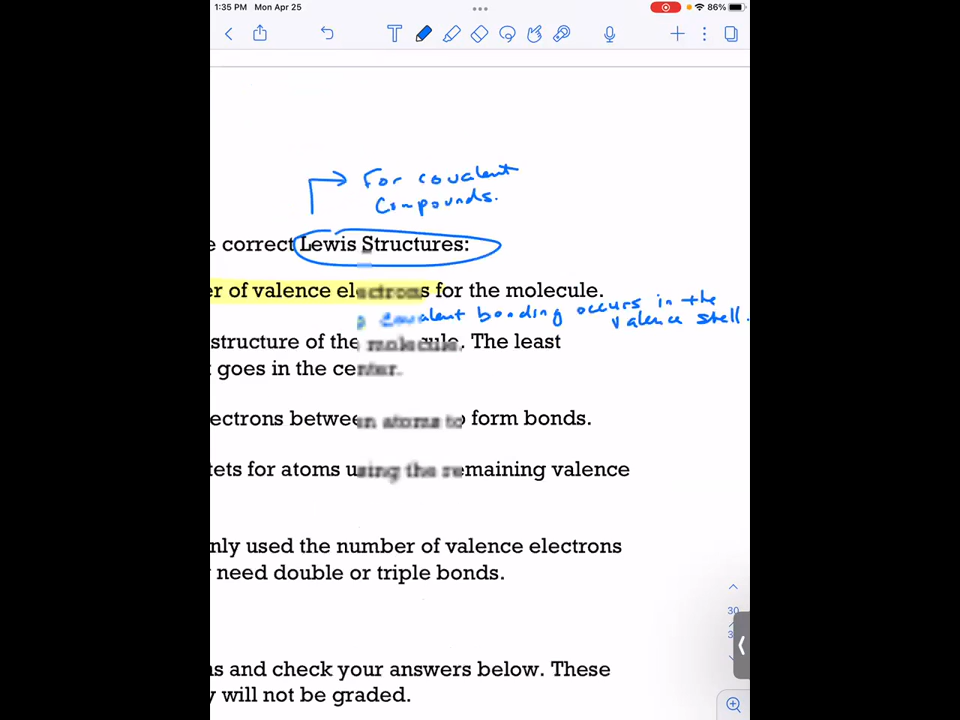 1:35 PM Mon Apr 25
86%
For covalent
Compounds.
e correct Lewis Structures:
er of valence electrons for the molecule.
covalent bonding occurs in the
valence shell.
structure of the molecule. The least
goes in the center.
ectrons between atoms to form bonds.
tets for atoms using the remaining valence
nly used the number of valence electrons
need double or triple bonds.
ns and check your answers below. These
y will not be graded.
30